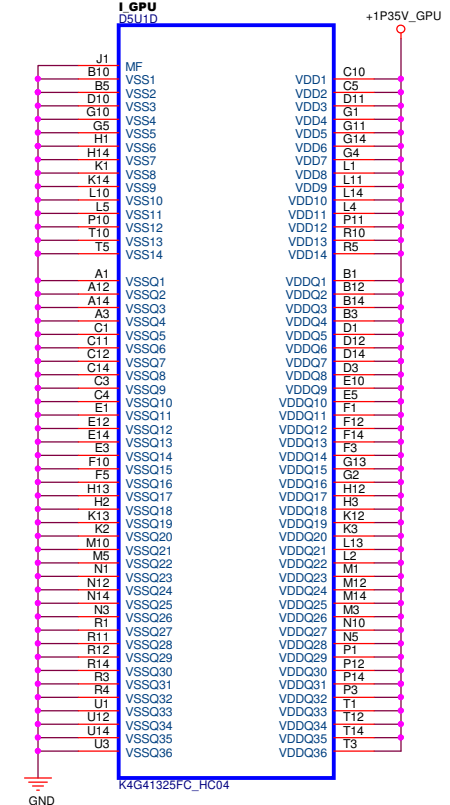 I_GPU
D5U1D
+1P35V_GPU
J1 MF
B10 VSS1 VDD1 C10
B5 VSS2 VDD2 C5
D10 VSS3 VDD3 D11
G10 VSS4 VDD4 G1
G5 VSS5 VDD5 G11
H1 VSS6 VDD6 G14
H14 VSS7 VDD7 G4
K1 VSS8 VDD8 L1
K14 VSS9 VDD9 L11
L10 VSS10 VDD10 L14
L5 VSS11 VDD11 L4
P10 VSS12 VDD12 P11
T10 VSS13 VDD13 R10
T5 VSS14 VDD14 R5
A1 VSSQ1 VDDQ1 B1
A12 VSSQ2 VDDQ2 B12
A14 VSSQ3 VDDQ3 B14
A3 VSSQ4 VDDQ4 B3
C1 VSSQ5 VDDQ5 D1
C11 VSSQ6 VDDQ6 D12
C12 VSSQ7 VDDQ7 D14
C14 VSSQ8 VDDQ8 D3
C3 VSSQ9 VDDQ9 E10
C4 VSSQ10 VDDQ10 E5
E1 VSSQ11 VDDQ11 F1
E12 VSSQ12 VDDQ12 F12
E14 VSSQ13 VDDQ13 F14
E3 VSSQ14 VDDQ14 F3
F10 VSSQ15 VDDQ15 G13
F5 VSSQ16 VDDQ16 G2
H13 VSSQ17 VDDQ17 H12
H2 VSSQ18 VDDQ18 H3
K13 VSSQ19 VDDQ19 K12
K2 VSSQ20 VDDQ20 K3
M10 VSSQ21 VDDQ21 L13
M5 VSSQ22 VDDQ22 L2
N1 VSSQ23 VDDQ23 M1
N12 VSSQ24 VDDQ24 M12
N14 VSSQ25 VDDQ25 M14
N3 VSSQ26 VDDQ26 M3
R1 VSSQ27 VDDQ27 N10
R11 VSSQ28 VDDQ28 N5
R12 VSSQ29 VDDQ29 P1
R14 VSSQ30 VDDQ30 P12
R3 VSSQ31 VDDQ31 P14
R4 VSSQ32 VDDQ32 P3
U1 VSSQ33 VDDQ33 T1
U12 VSSQ34 VDDQ34 T12
U14 VSSQ35 VDDQ35 T14
U3 VSSQ36 VDDQ36 T3
K4G41325FC_HC04
GND